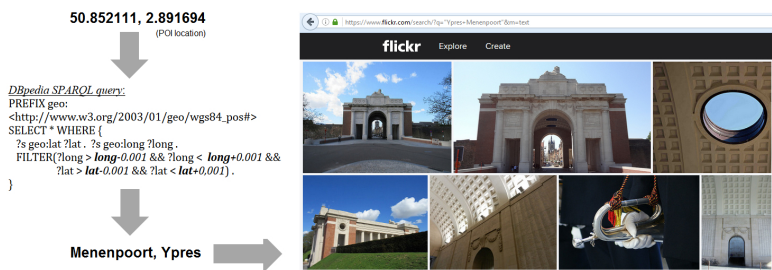 50.852111, 2.891694
(POI location)
DBpedia SPARQL query:
PREFIX geo:
<http://www.w3.org/2003/01/geo/wgs84_pos#>
SELECT * WHERE {
?s geo:lat ?lat . ?s geo:long ?long .
FILTER(?long > long-0.001 && ?long < long+0.001 &&
?lat > lat-0.001 && ?lat < lat+0,001) .
}
Menenpoort, Ypres
https://www.flickr.com/search/?q="Ypres+Menenpoort"&m=text
flickr Explore Create